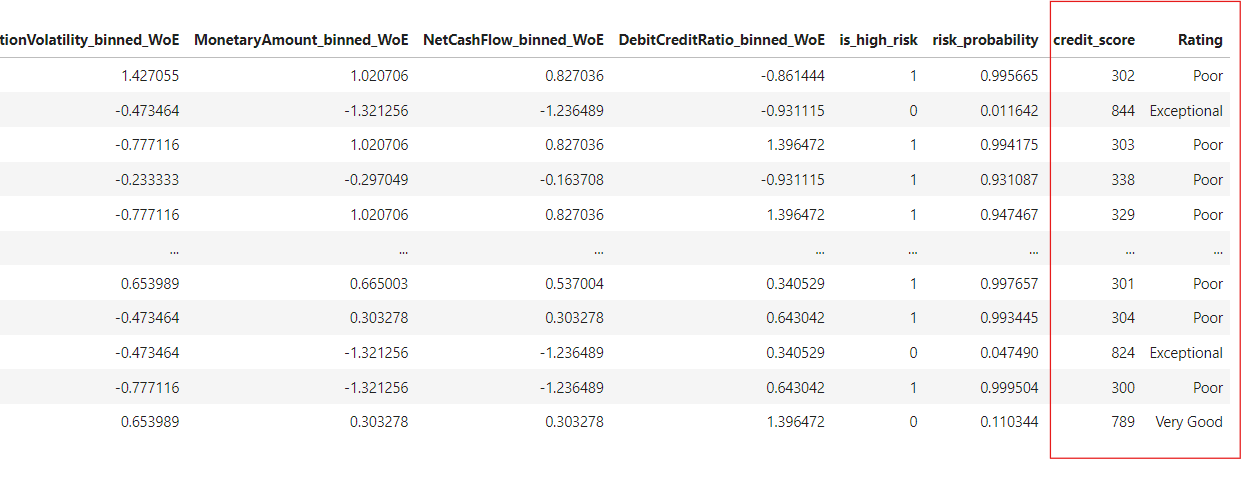 tionVolatility_binned_WoE MonetaryAmount_binned_WoE NetCashFlow_binned_WoE DebitCreditRatio_binned_WoE is_high_risk risk_probability credit_score Rating
1.427055 1.020706 0.827036 -0.861444 1 0.995665 302 Poor
-0.473464 -1.321256 -1.236489 -0.931115 0 0.011642 844 Exceptional
-0.777116 1.020706 0.827036 1.396472 1 0.994175 303 Poor
-0.233333 -0.297049 -0.163708 -0.931115 1 0.931087 338 Poor
-0.777116 1.020706 0.827036 1.396472 1 0.947467 329 Poor
... ... ... ... ... ... ... ...
0.653989 0.665003 0.537004 0.340529 1 0.997657 301 Poor
-0.473464 0.303278 0.303278 0.643042 1 0.993445 304 Poor
-0.473464 -1.321256 -1.236489 0.340529 0 0.047490 824 Exceptional
-0.777116 -1.321256 -1.236489 0.643042 1 0.999504 300 Poor
0.653989 0.303278 0.303278 1.396472 0 0.110344 789 Very Good